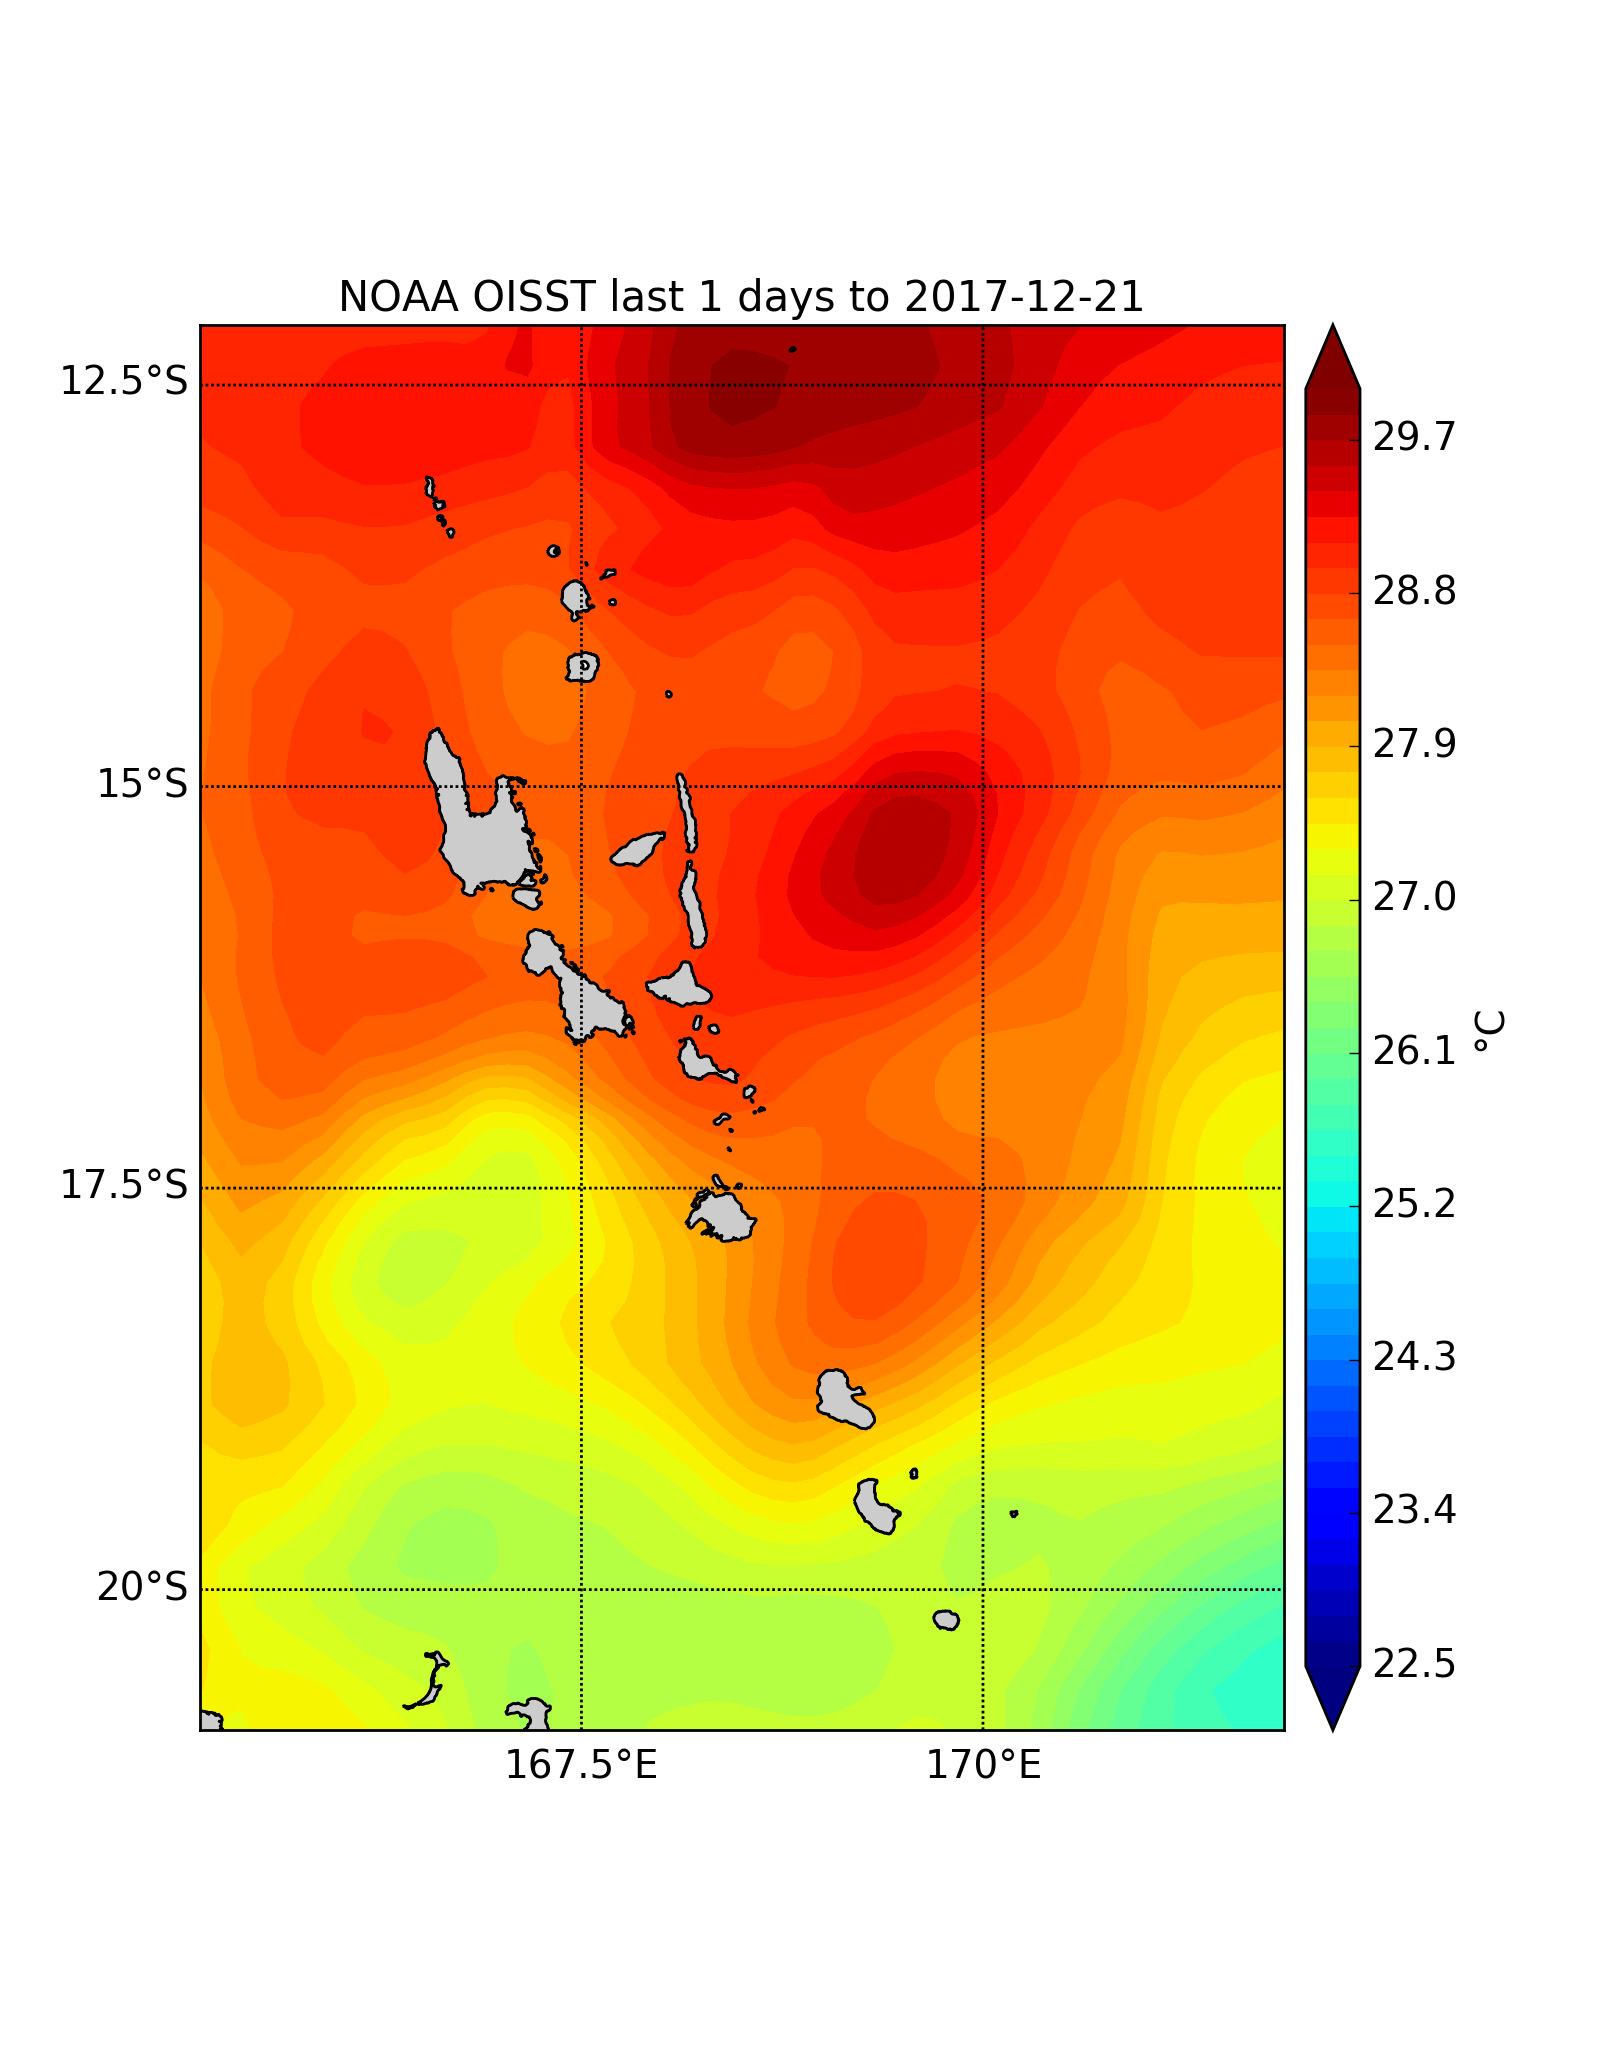 NOAA OISST last 1 days to 2017-12-21
12.5°S
15°S
17.5°S
20°S
167.5°E
170°E
29.7
28.8
27.9
27.0
26.1
25.2
24.3
23.4
22.5
°C